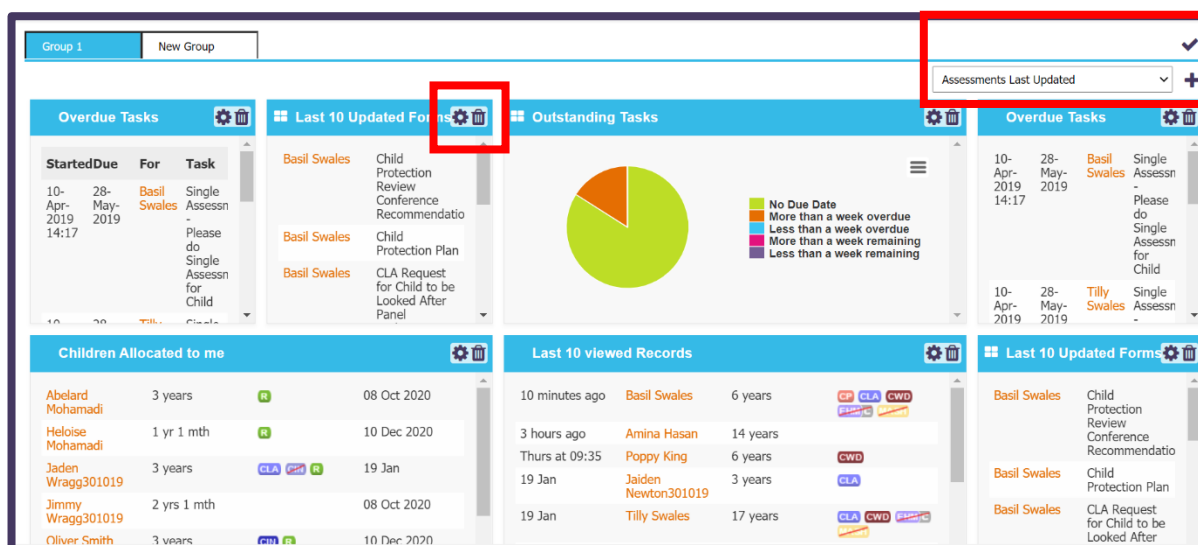 Group 1
New Group
Assessments Last Updated
Overdue Tasks
StartedDue For Task
10-Apr-2019 14:17
28-May-2019
Basil Swales
Single Assessn
-
Please
do
Single
Assessn
for
Child
Last 10 Updated Forms
Basil Swales
Child
Protection
Review
Conference
Recommendatio
Basil Swales
Child
Protection Plan
Basil Swales
CLA Request
for Child to be
Looked After
Panel
Outstanding Tasks
No Due Date
More than a week overdue
Less than a week overdue
More than a week remaining
Less than a week remaining
Overdue Tasks
10-
Apr-
2019
14:17
28-
May-
2019
Basil
Swales
Single
Assessn
-
Please
do
Single
Assessn
for
Child
10-
Apr-
2019
28-
May-
2019
Tilly
Swales
Single
Assessn
-
Children Allocated to me
Abelard Mohamadi 3 years R 08 Oct 2020
Heloise Mohamadi 1 yr 1 mth R 10 Dec 2020
Jaden Wragg301019 3 years CLA CIN R 19 Jan
Jimmy Wragg301019 2 yrs 1 mth 08 Oct 2020
Oliver Smith 3 years CIN R 10 Dec 2020
Last 10 viewed Records
10 minutes ago Basil Swales 6 years CP CLA CWD
3 hours ago Amina Hasan 14 years
Thurs at 09:35 Poppy King 6 years CWD
19 Jan Jaiden Newton301019 3 years CLA
19 Jan Tilly Swales 17 years CLA CWD
Last 10 Updated Forms
Basil Swales
Child
Protection
Review
Conference
Recommendatio
Basil Swales
Child
Protection Plan
Basil Swales
CLA Request
for Child to be
Looked After